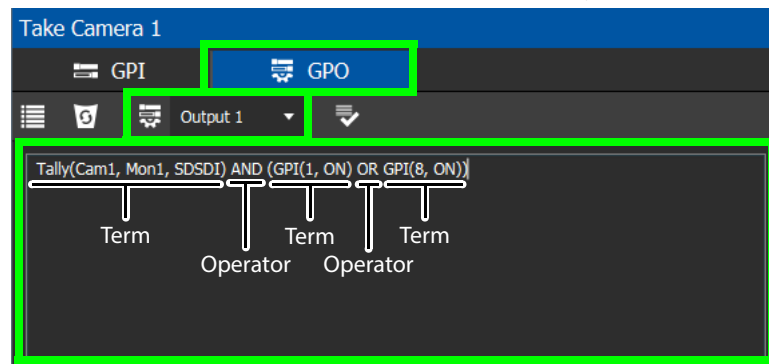 Take Camera 1
GPI GPO
Output 1
Tally(Cam1, Mon1, SDSDI) AND (GPI(1, ON) OR GPI(8, ON))
Term Term Term
Operator Operator